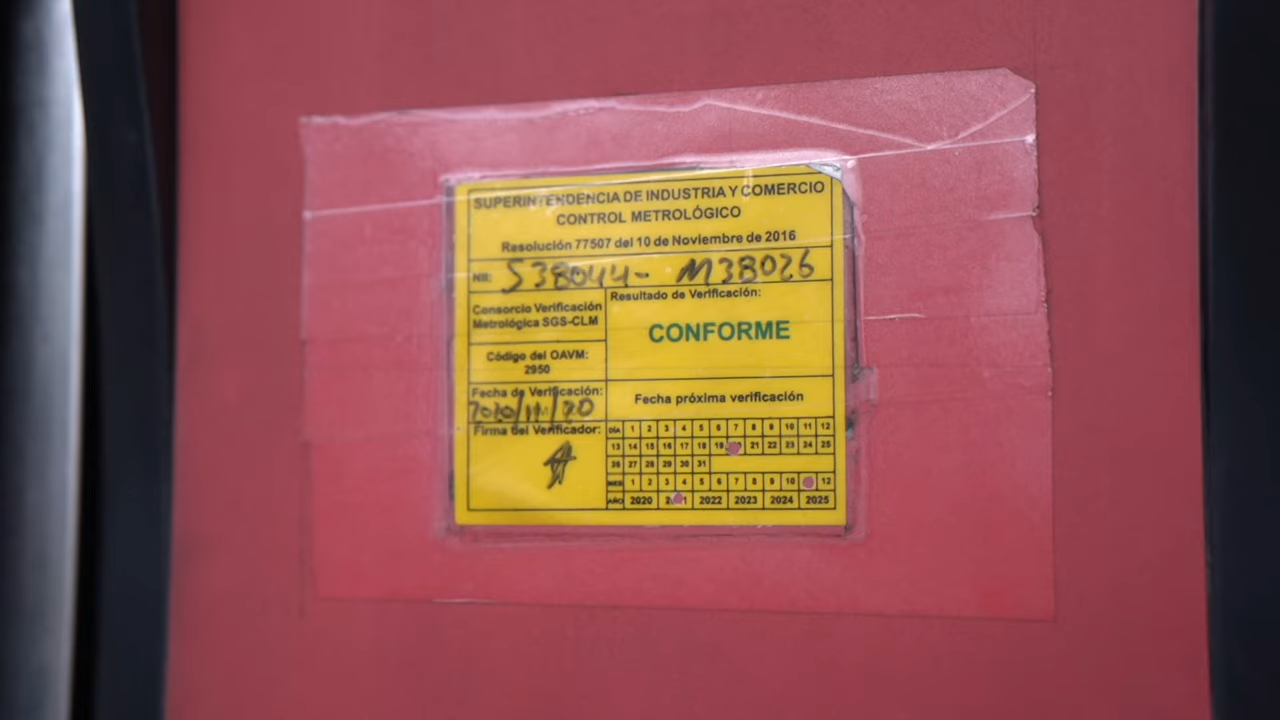 SUPERINTENDENCIA DE INDUSTRIA Y COMERCIO
CONTROL METROLÓGICO
Resolución 77507 del 10 de Noviembre de 2016
NII: S38044- M38026
Consorcio Verificación
Metrológica SGS-CLM
Resultado de Verificación:
CONFORME
Código del OAVM:
2950
Fecha de Verificación:
2020/11/20
Fecha próxima verificación
Firma del Verificador:
DÍA 1 2 3 4 5 6 7 8 9 10 11 12
13 14 15 16 17 18 19 21 22 23 24 25
26 27 28 29 30 31
MES 1 2 3 4 5 6 7 8 9 10 12
AÑO 2020 2022 2023 2024 2025